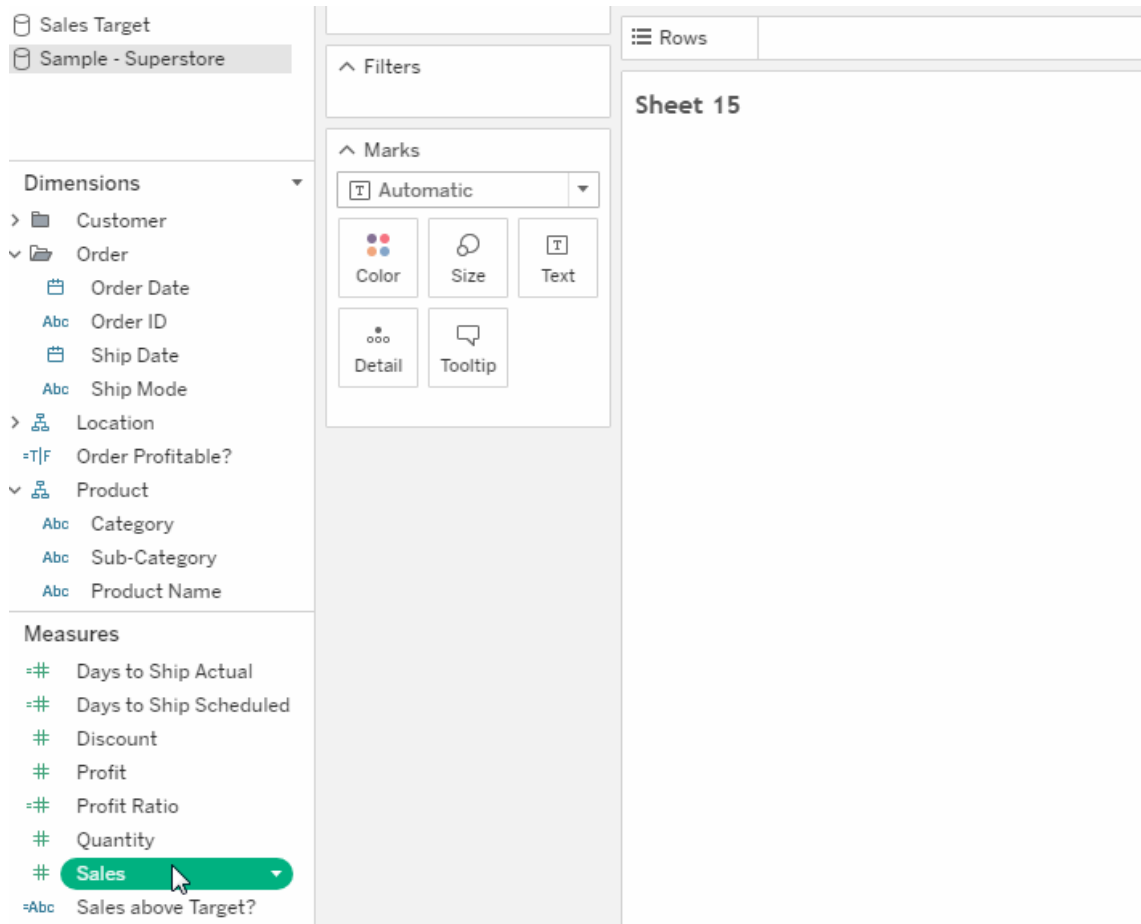 Sales Target
Sample - Superstore
Dimensions
Customer
Order
Order Date
Abc Order ID
Ship Date
Abc Ship Mode
Location
=T|F Order Profitable?
Product
Abc Category
Abc Sub-Category
Abc Product Name
Measures
=# Days to Ship Actual
=# Days to Ship Scheduled
# Discount
# Profit
=# Profit Ratio
# Quantity
# Sales
=Abc Sales above Target?
Filters
Marks
T Automatic
Color Size T Text
Detail Tooltip
Rows
Sheet 15